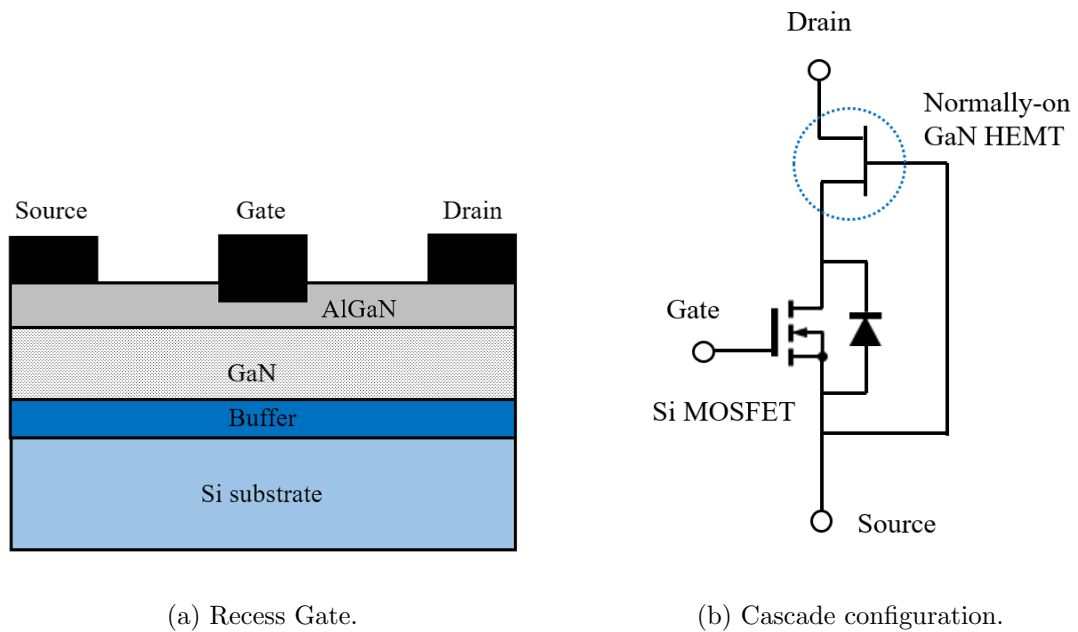 Source
Gate
Drain
AlGaN
GaN
Buffer
Si substrate
(a) Recess Gate.
Drain
Normally-on
GaN HEMT
Gate
Si MOSFET
Source
(b) Cascade configuration.